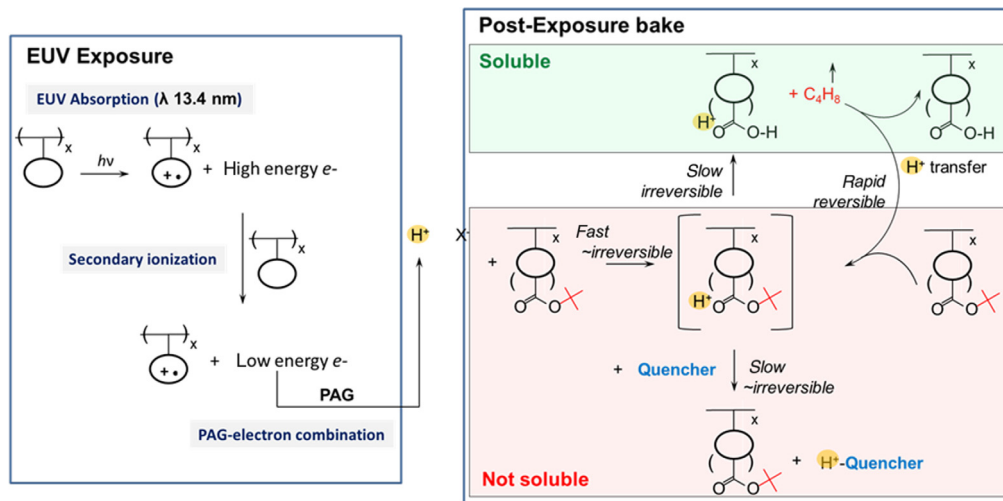 EUV Exposure
EUV Absorption (λ 13.4 nm)
( ) x
hν
( ) x
+•
+ High energy e-
Secondary ionization
( ) x
( ) x
+•
+ Low energy e-
PAG
PAG-electron combination
H⁺ X⁻
Post-Exposure bake
Soluble
x
( )
H⁺
O O-H
+ C₄H₈
x
( )
O O-H
Slow
irreversible
H⁺ transfer
Rapid
reversible
+
x
( )
O O
Fast
~irreversible
x
( )
H⁺
O O
x
( )
O O
+ Quencher
Slow
~irreversible
x
( )
O O
+ H⁺-Quencher
Not soluble